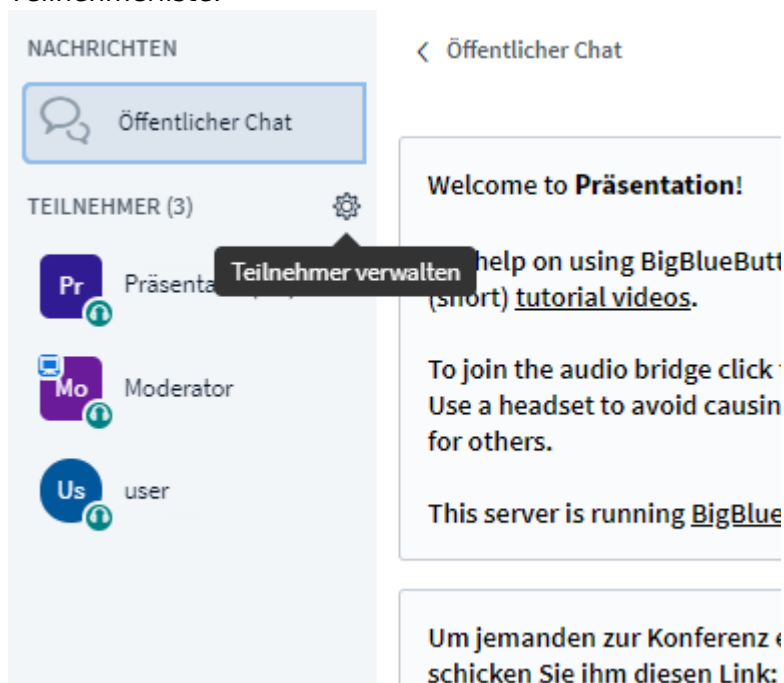 NACHRICHTEN
Öffentlicher Chat
TEILNEHMER (3)
Teilnehmer verwalten
Pr
Mo Moderator
Us user
Öffentlicher Chat
Welcome to Präsentation!
help on using BigBlueButt
(short) tutorial videos.
To join the audio bridge click
Use a headset to avoid causin
for others.
This server is running BigBlue
Um jemanden zur Konferenz e
schicken Sie ihm diesen Link: